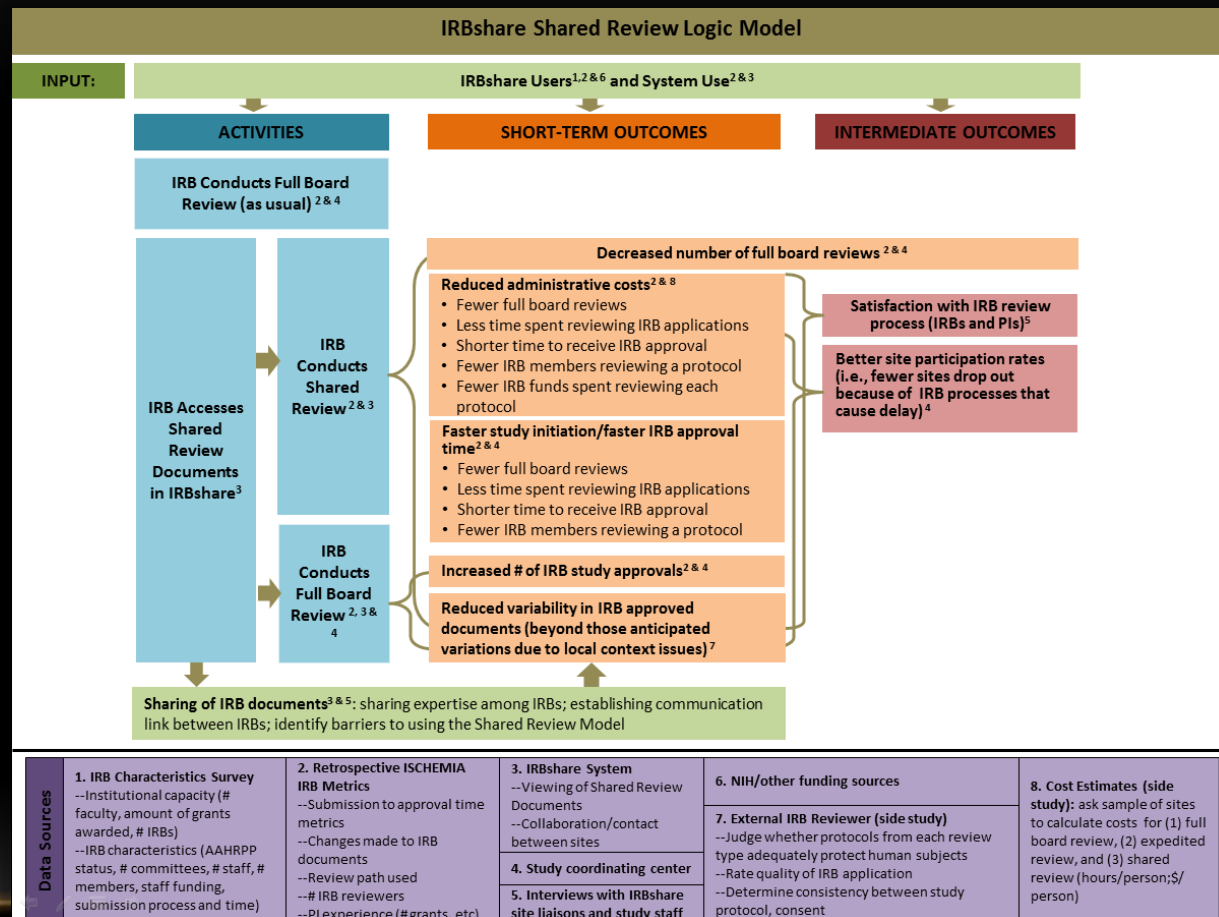 IRBshare Shared Review Logic Model
INPUT:
IRBshare Users1,2 & 6 and System Use2 & 3
ACTIVITIES
SHORT-TERM OUTCOMES
INTERMEDIATE OUTCOMES
IRB Conducts Full Board
Review (as usual) 2 & 4
IRB Accesses
Shared
Review
Documents
in IRBshare3
IRB
Conducts
Shared
Review 2 & 3
IRB
Conducts
Full Board
Review 2, 3 &
4
Decreased number of full board reviews 2 & 4
Reduced administrative costs2 & 8
• Fewer full board reviews
• Less time spent reviewing IRB applications
• Shorter time to receive IRB approval
• Fewer IRB members reviewing a protocol
• Fewer IRB funds spent reviewing each
protocol
Faster study initiation/faster IRB approval
time2 & 4
• Fewer full board reviews
• Less time spent reviewing IRB applications
• Shorter time to receive IRB approval
• Fewer IRB members reviewing a protocol
Increased # of IRB study approvals2 & 4
Reduced variability in IRB approved
documents (beyond those anticipated
variations due to local context issues)7
Satisfaction with IRB review
process (IRBs and PIs)5
Better site participation rates
(i.e., fewer sites drop out
because of IRB processes that
cause delay)4
Sharing of IRB documents3 & 5: sharing expertise among IRBs; establishing communication
link between IRBs; identify barriers to using the Shared Review Model
Data Sources
1. IRB Characteristics Survey
--Institutional capacity (#
faculty, amount of grants
awarded, # IRBs)
--IRB characteristics (AAHRPP
status, # committees, # staff, #
members, staff funding,
submission process and time)
2. Retrospective ISCHEMIA
IRB Metrics
--Submission to approval time
metrics
--Changes made to IRB
documents
--Review path used
--# IRB reviewers
--PI experience (# grants, etc)
3. IRBshare System
--Viewing of Shared Review
Documents
--Collaboration/contact
between sites
4. Study coordinating center
5. Interviews with IRBshare
site liaisons and study staff
6. NIH/other funding sources
7. External IRB Reviewer (side study)
--Judge whether protocols from each review
type adequately protect human subjects
--Rate quality of IRB application
--Determine consistency between study
protocol, consent
8. Cost Estimates (side
study): ask sample of sites
to calculate costs for (1) full
board review, (2) expedited
review, and (3) shared
review (hours/person;$/
person)